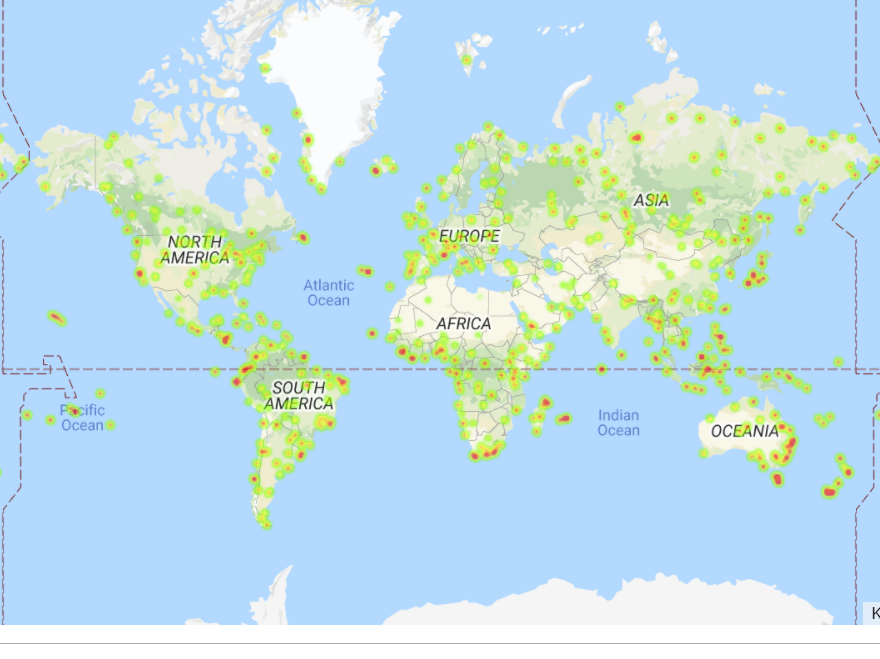 ASIA
EUROPE
NORTH
AMERICA
Atlantic
Ocean
AFRICA
SOUTH
AMERICA
Pacific
Ocean
Indian
Ocean
OCEANIA
K